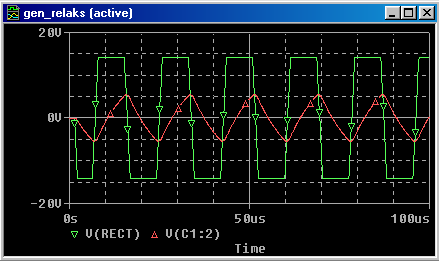 gen_relaks (active)
20V
0V
-20V
0s 50us 100us
V(RECT) V(C1:2)
Time